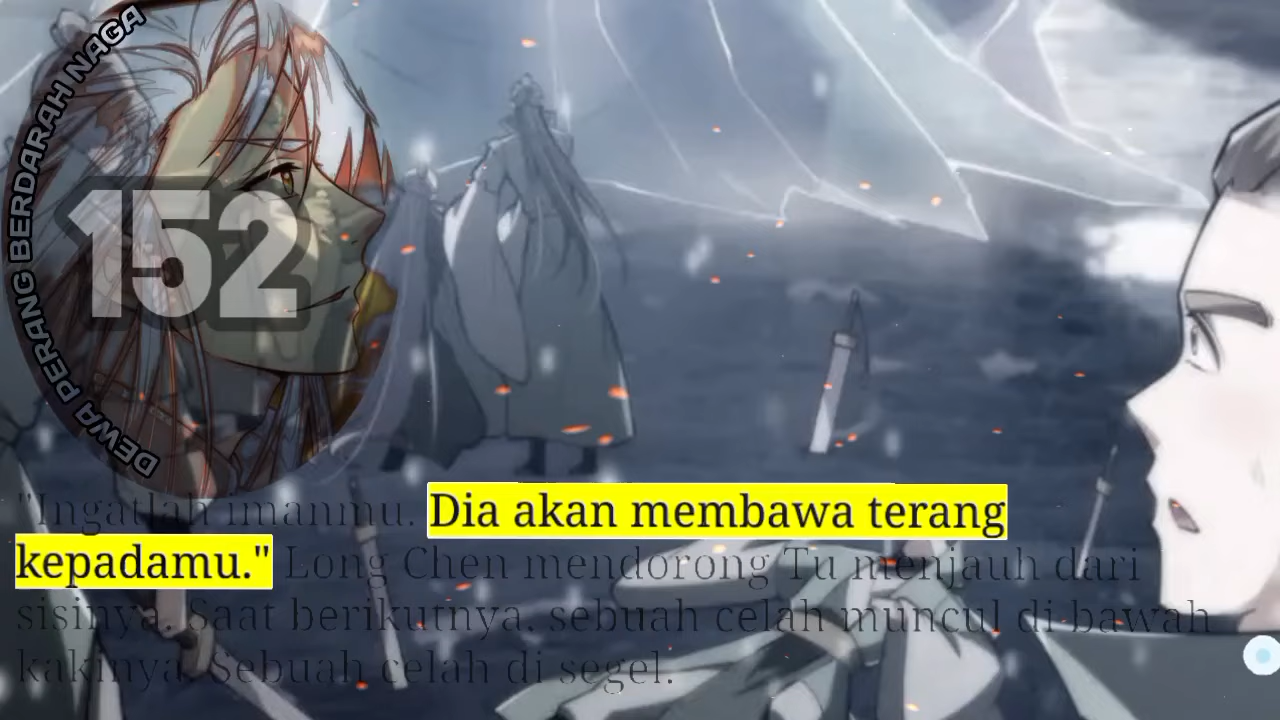 DEWA PERANG BERDARAH NAGA
152
"Ingatlah imanmu. Dia akan membawa terang
kepadamu." Long Chen mendorong Tu menjauh dari
sisinya. Saat berikutnya, sebuah celah muncul di bawah
kakinya. Sebuah celah di segel.